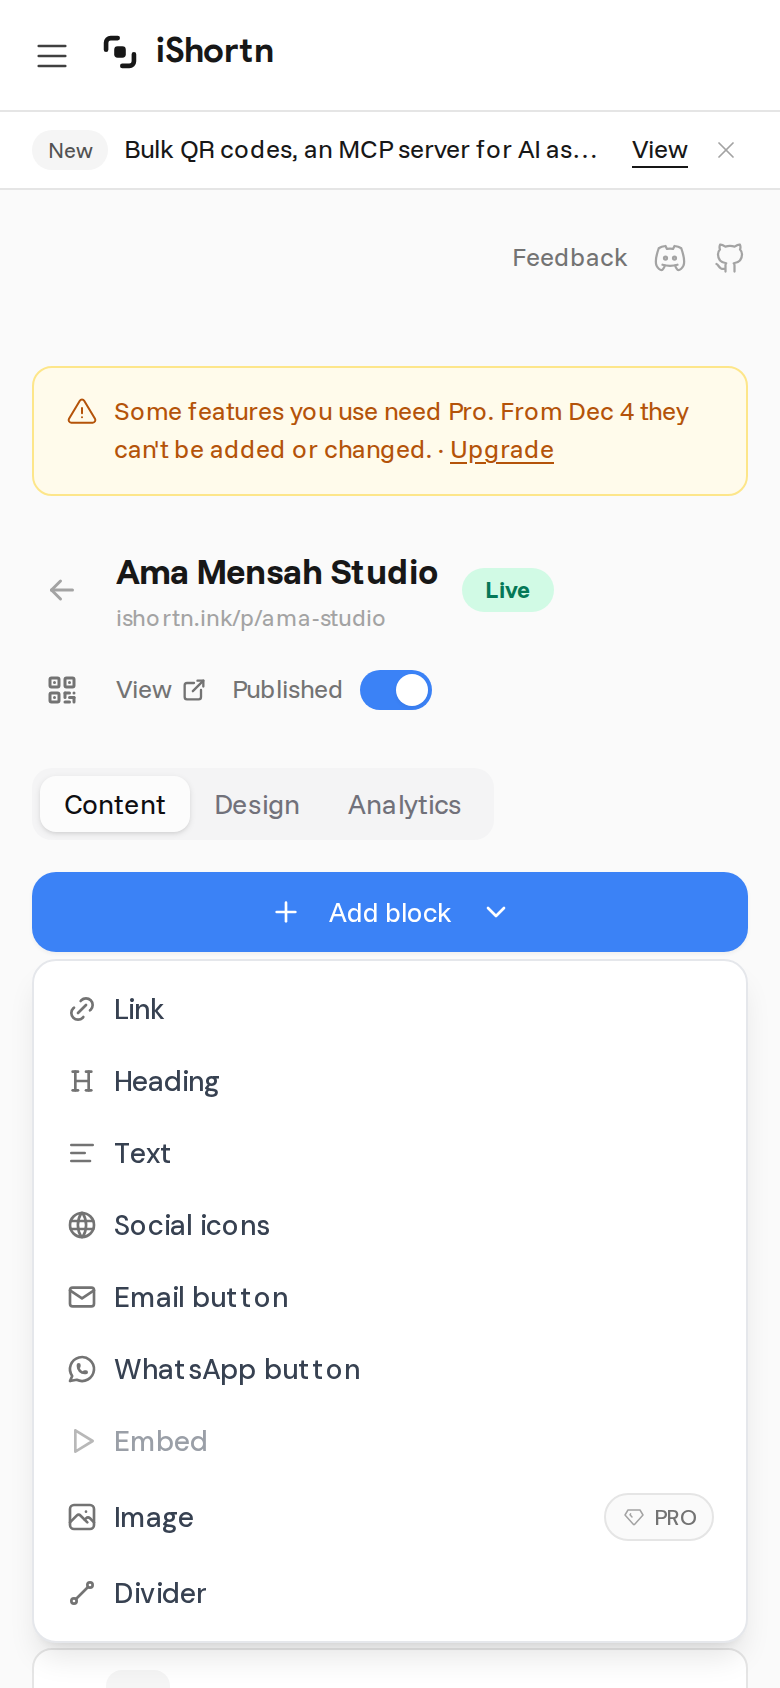 iShortn
New Bulk QR codes, an MCP server for AI as... View
Feedback
Some features you use need Pro. From Dec 4 they
can't be added or changed. · Upgrade
Ama Mensah Studio Live
ishortn.ink/p/ama-studio
View Published
Content Design Analytics
Add block
Link
Heading
Text
Social icons
Email button
WhatsApp button
Embed
Image PRO
Divider